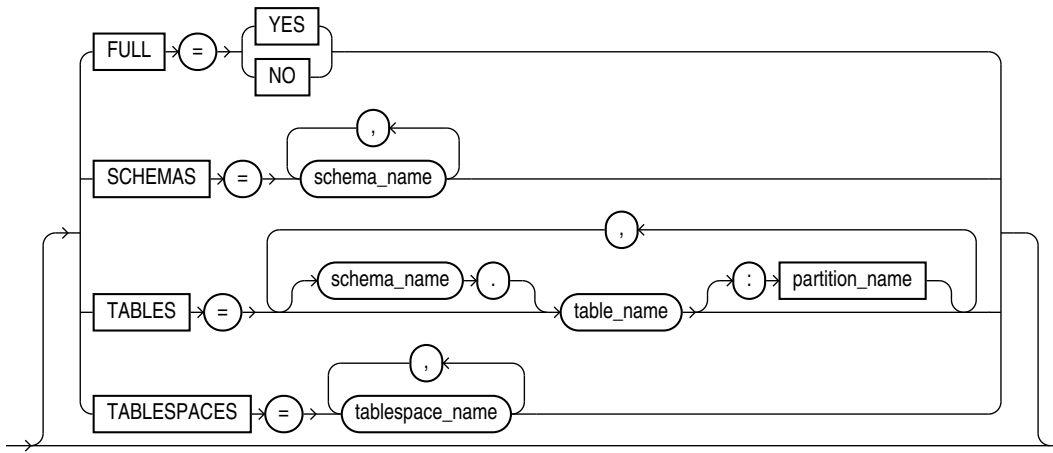 YES
FULL =
NO
,
SCHEMAS = schema_name
,
schema_name . : partition_name
TABLES = table_name
,
TABLESPACES = tablespace_name